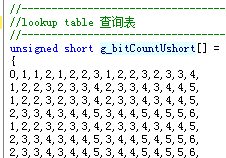 //----------------------------------
//lookup table 查询表
//----------------------------------
unsigned short g_bitCountUshort[] =
{
0, 1, 1, 2, 1, 2, 2, 3, 1, 2, 2, 3, 2, 3, 3, 4,
1, 2, 2, 3, 2, 3, 3, 4, 2, 3, 3, 4, 3, 4, 4, 5,
1, 2, 2, 3, 2, 3, 3, 4, 2, 3, 3, 4, 3, 4, 4, 5,
2, 3, 3, 4, 3, 4, 4, 5, 3, 4, 4, 5, 4, 5, 5, 6,
1, 2, 2, 3, 2, 3, 3, 4, 2, 3, 3, 4, 3, 4, 4, 5,
2, 3, 3, 4, 3, 4, 4, 5, 3, 4, 4, 5, 4, 5, 5, 6,
2, 3, 3, 4, 3, 4, 4, 5, 3, 4, 4, 5, 4, 5, 5, 6,